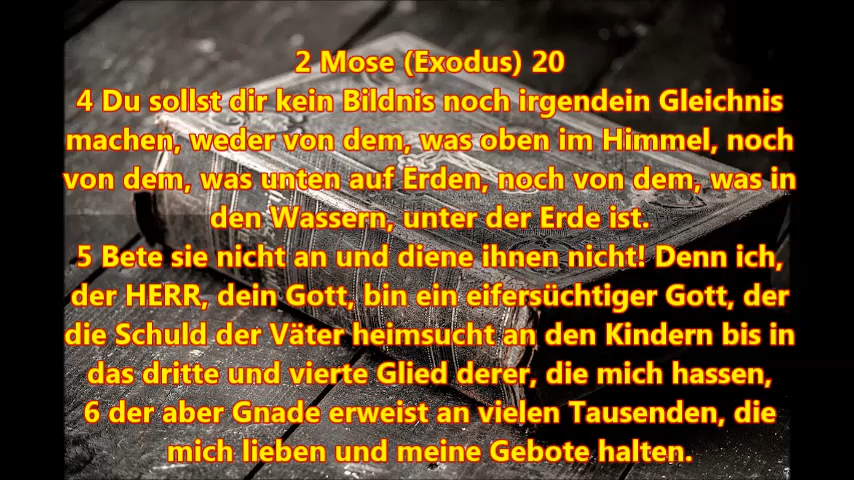 2 Mose (Exodus) 20
4 Du sollst dir kein Bildnis noch irgendein Gleichnis
machen, weder von dem, was oben im Himmel, noch
von dem, was unten auf Erden, noch von dem, was in
den Wassern, unter der Erde ist.
5 Bete sie nicht an und diene ihnen nicht! Denn ich,
der HERR, dein Gott, bin ein eifersüchtiger Gott, der
die Schuld der Väter heimsucht an den Kindern bis in
das dritte und vierte Glied derer, die mich hassen,
6 der aber Gnade erweist an vielen Tausenden, die
mich lieben und meine Gebote halten.